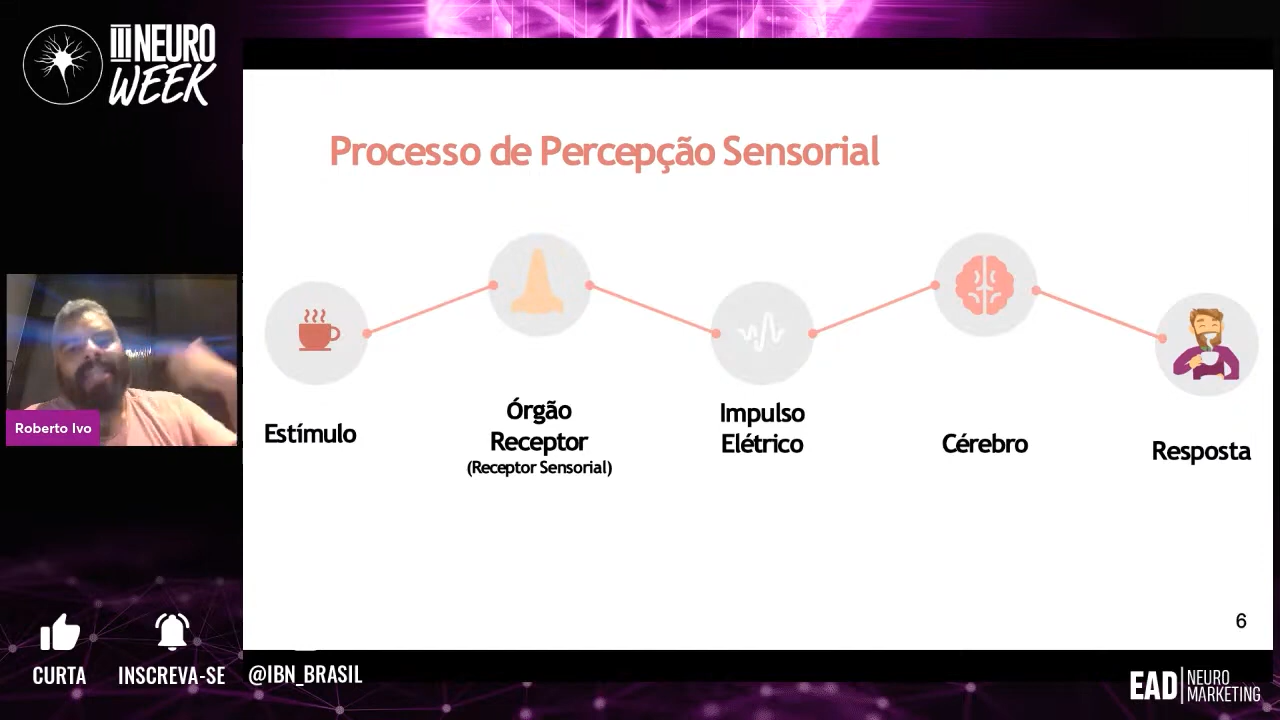 III NEURO
WEEK
Processo de Percepção Sensorial
Estímulo
Órgão
Receptor
(Receptor Sensorial)
Impulso
Elétrico
Cérebro
Resposta
Roberto Ivo
6
CURTA
INSCREVA-SE
@IBN_BRASIL
EAD
NEURO
MARKETING